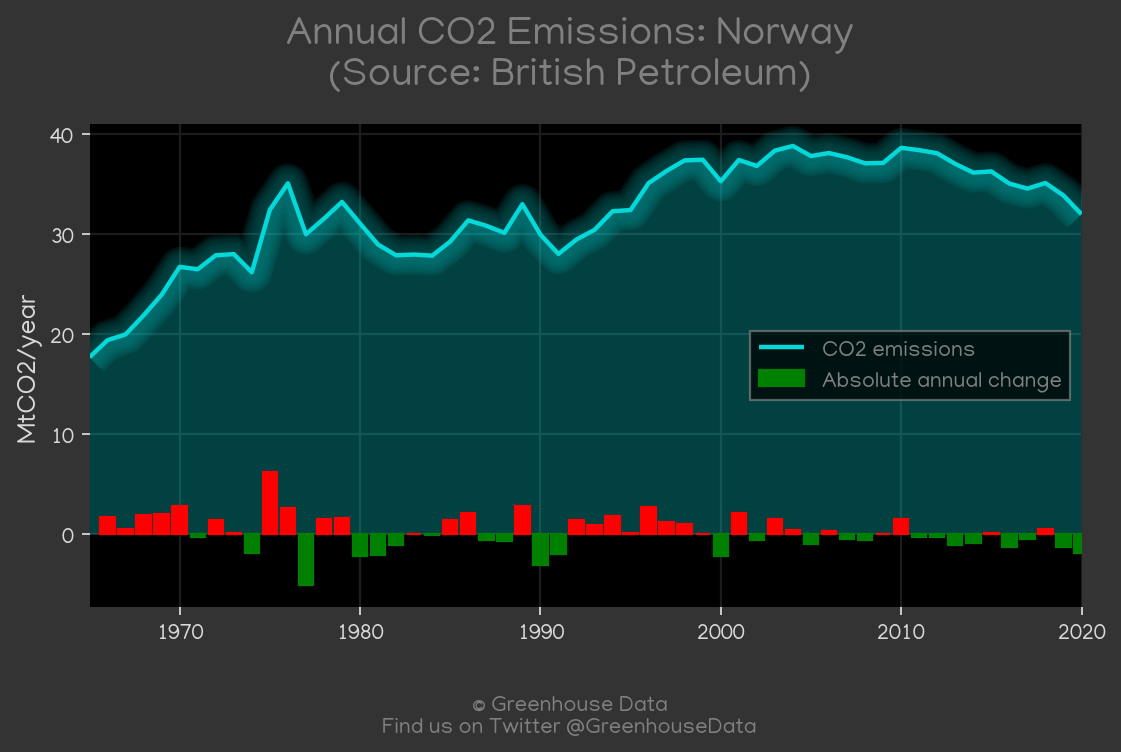 Annual CO2 Emissions: Norway
(Source: British Petroleum)
40
30
20
10
0
MtCO2/year
CO2 emissions
Absolute annual change
1970 1980 1990 2000 2010 2020
© Greenhouse Data
Find us on Twitter @GreenhouseData